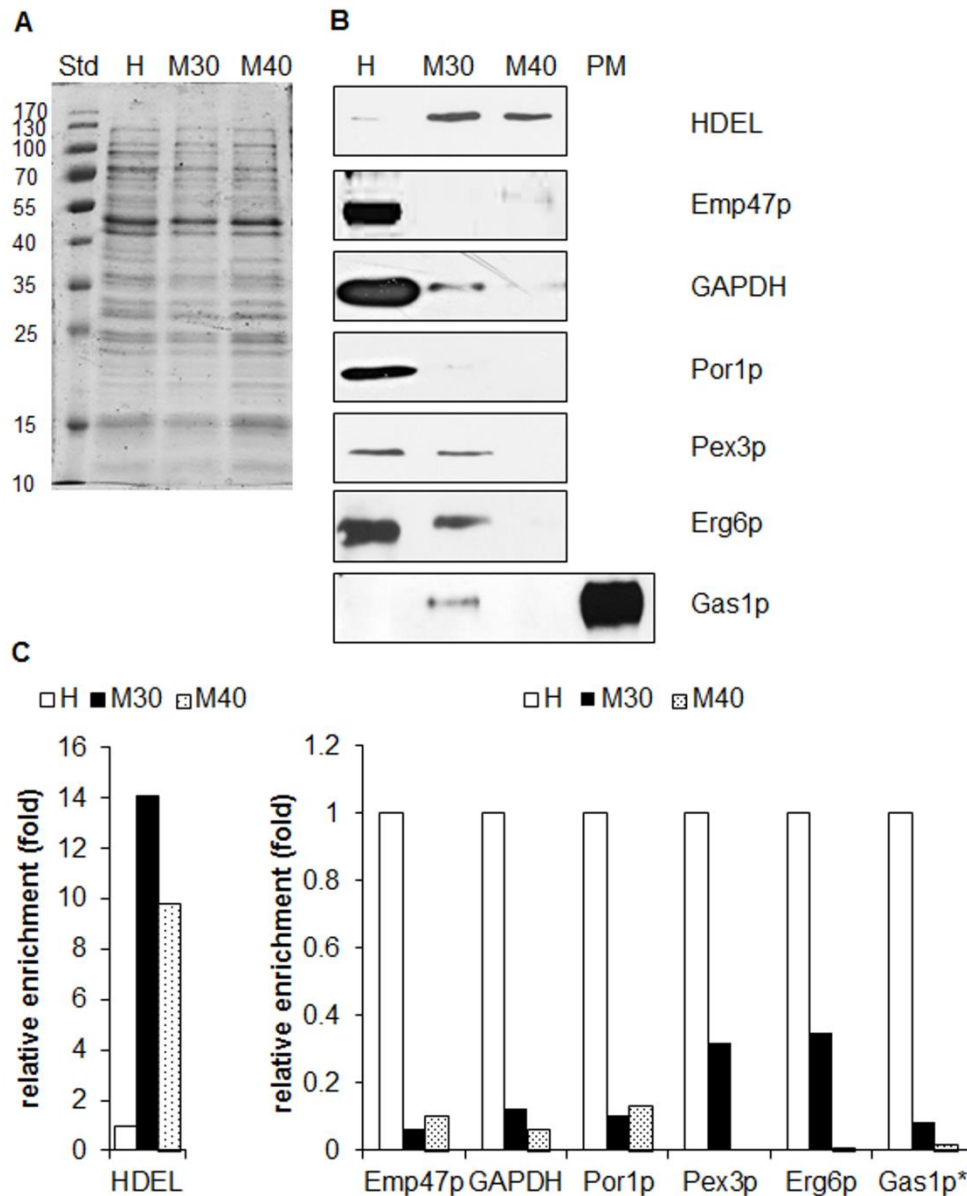 A
Std H M30 M40
170
130
100
70
55
40
35
25
15
10
B
H M30 M40 PM
HDEL
Emp47p
GAPDH
Por1p
Pex3p
Erg6p
Gas1p
C
H M30 M40
relative enrichment (fold)
16
14
12
10
8
6
4
2
0
HDEL
H M30 M40
relative enrichment (fold)
1.2
1
0.8
0.6
0.4
0.2
0
Emp47p GAPDH Por1p Pex3p Erg6p Gas1p*